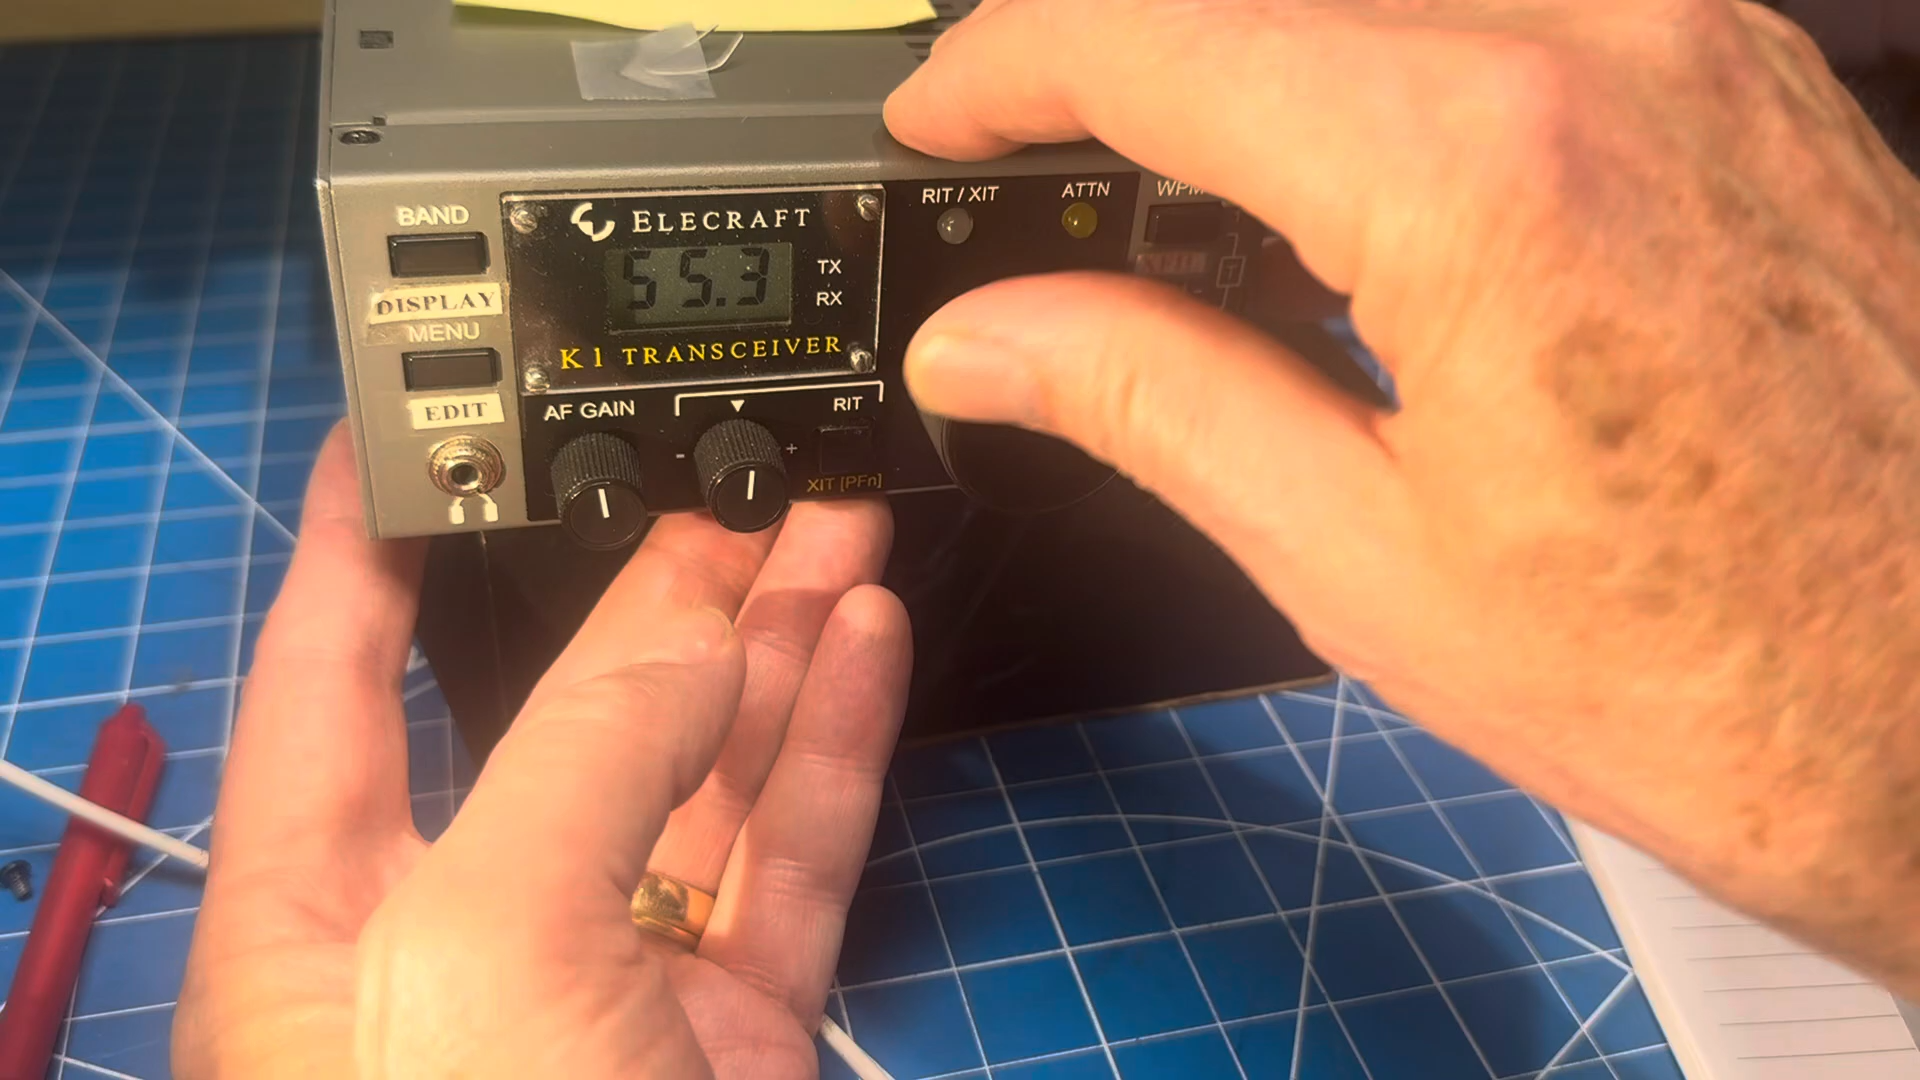 BAND
DISPLAY
MENU
EDIT
ELECRAFT
55.3
TX
RX
K1 TRANSCEIVER
AF GAIN
-
+
RIT
XIT [PFn]
RIT / XIT
ATTN
WPM